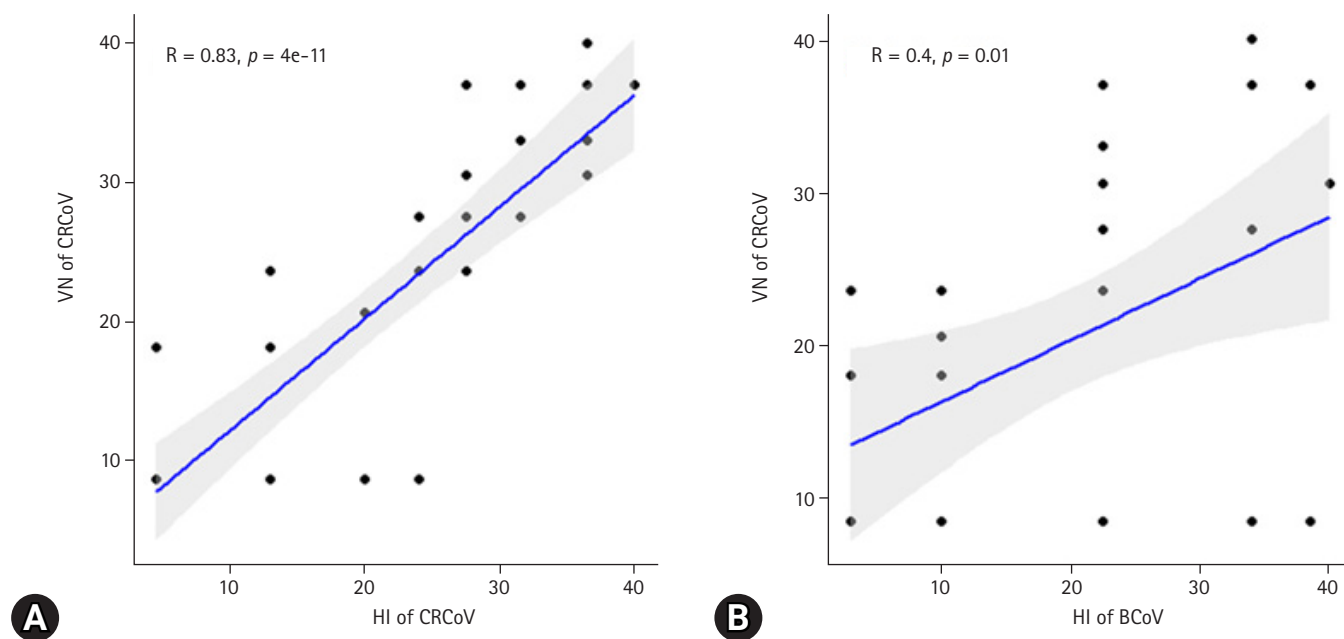 R = 0.83, p = 4e-11
40
30
20
10
VN of CRCoV
10 20 30 40
HI of CRCoV
A
R = 0.4, p = 0.01
40
30
20
10
VN of CRCoV
10 20 30 40
HI of BCoV
B